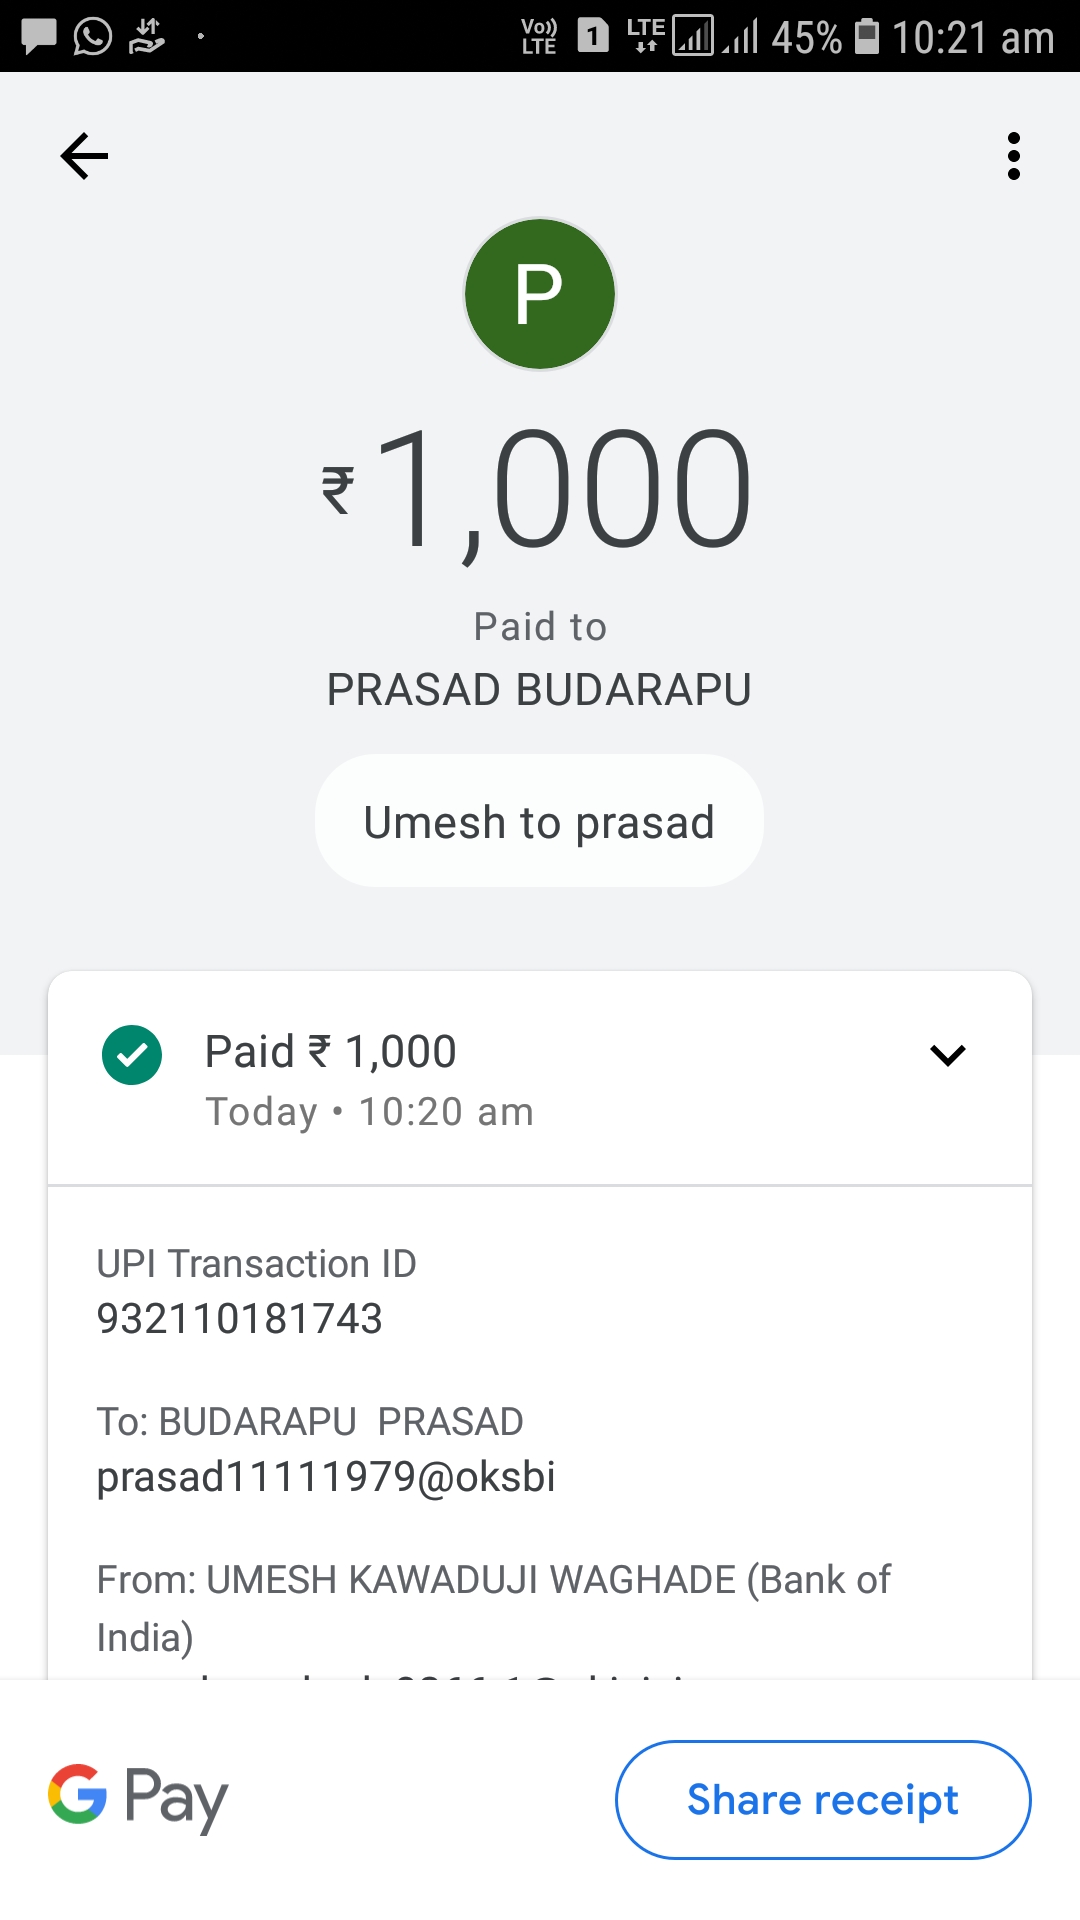 Vo)) LTE 1 LTE 45% 10:21 am
P
₹1,000
Paid to
PRASAD BUDARAPU
Umesh to prasad
Paid ₹ 1,000
Today • 10:20 am
UPI Transaction ID
932110181743
To: BUDARAPU  PRASAD
prasad11111979@oksbi
From: UMESH KAWADUJI WAGHADE (Bank of
India)
G Pay
Share receipt